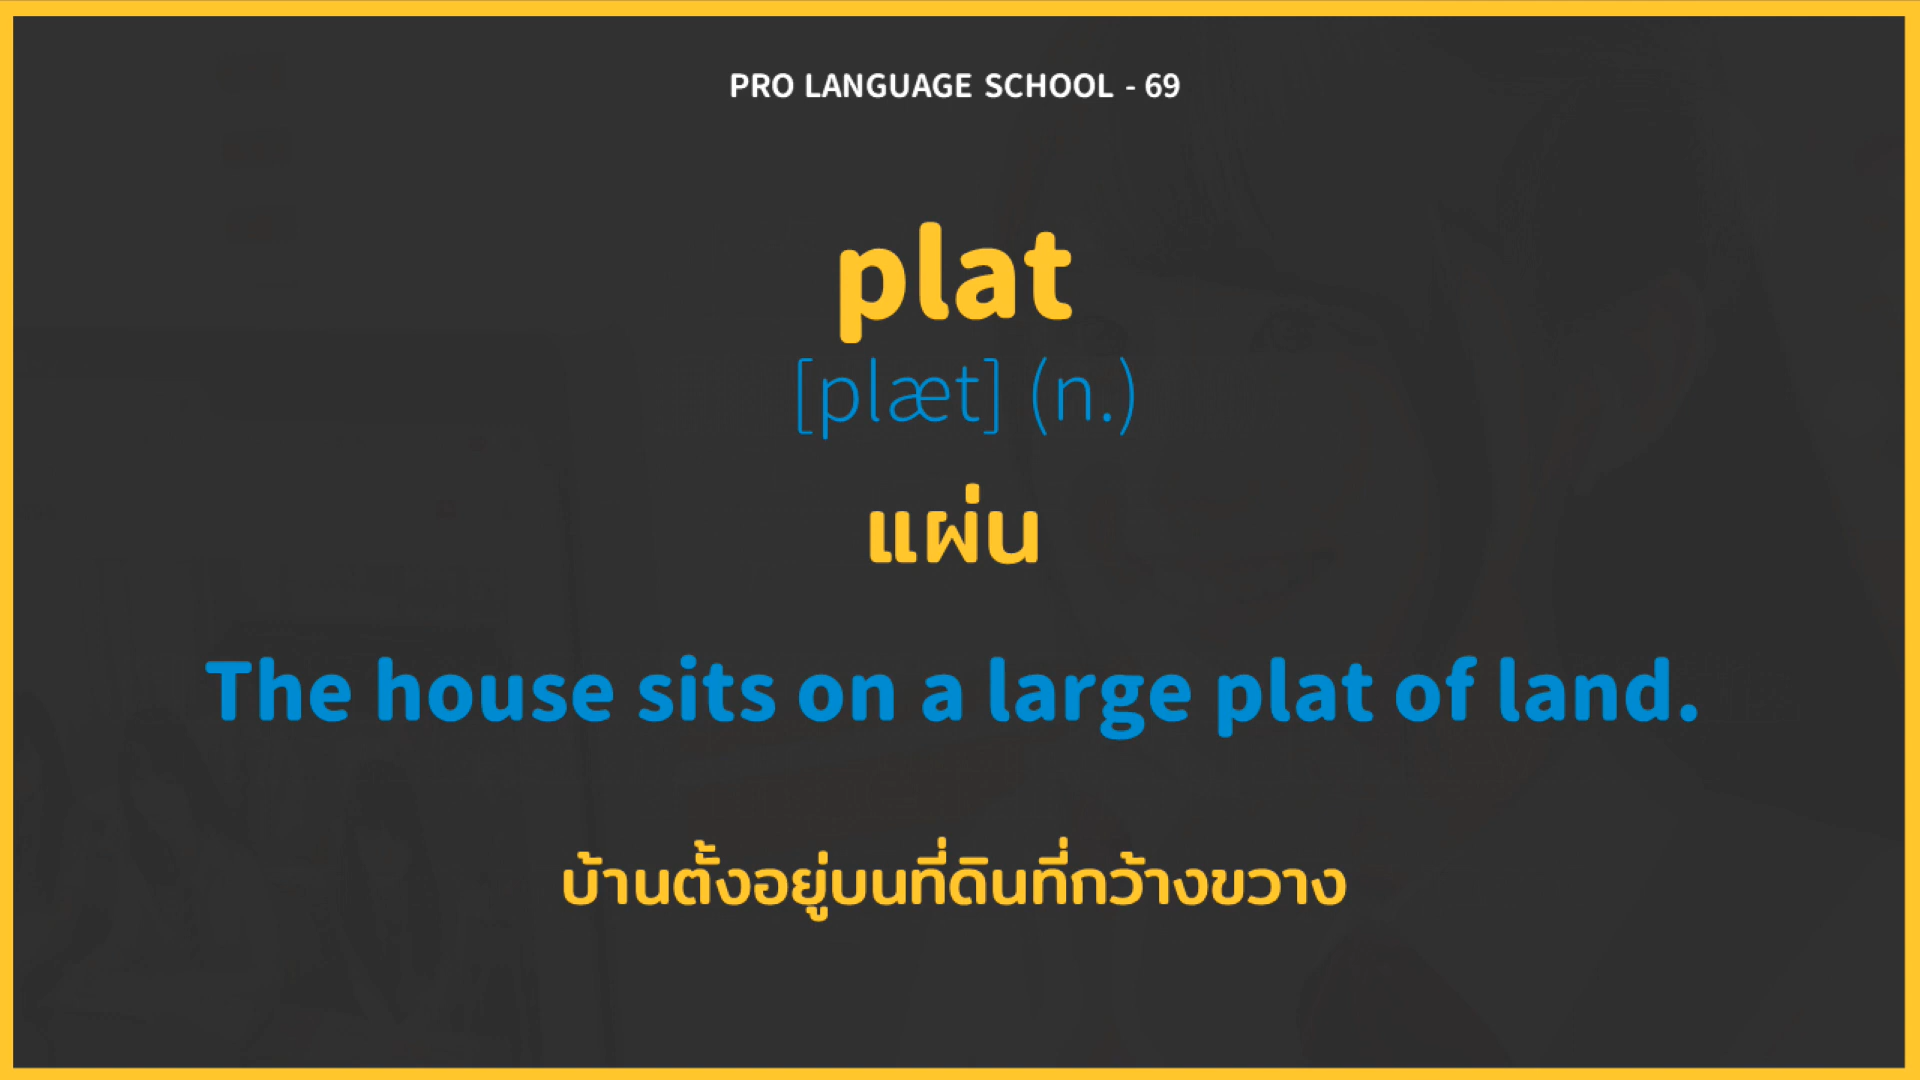 PRO LANGUAGE SCHOOL - 69
plat
[plæt] (n.)
แผ่น
The house sits on a large plat of land.
บ้านตั้งอยู่บนที่ดินที่กว้างขวาง